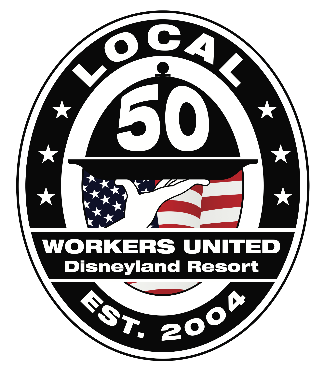 LOCAL
50
WORKERS UNITED
Disneyland Resort
EST. 2004